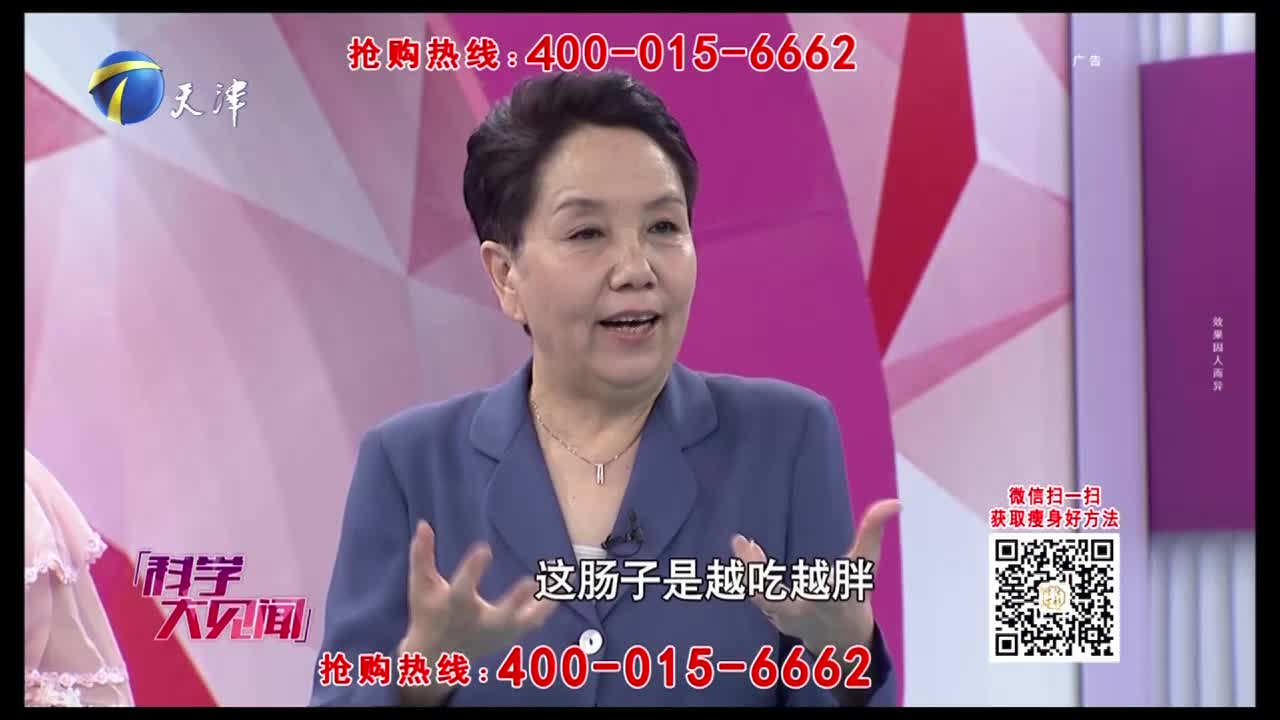 抢购热线:400-015-6662
广告
天津
效果因人而异
微信扫一扫
获取瘦身好方法
「科学
大见闻」
这肠子是越吃越胖
抢购热线:400-015-6662